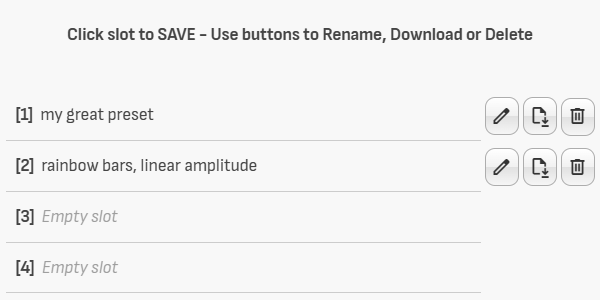 Click slot to SAVE - Use buttons to Rename, Download or Delete
[1] my great preset
[2] rainbow bars, linear amplitude
[3] Empty slot
[4] Empty slot